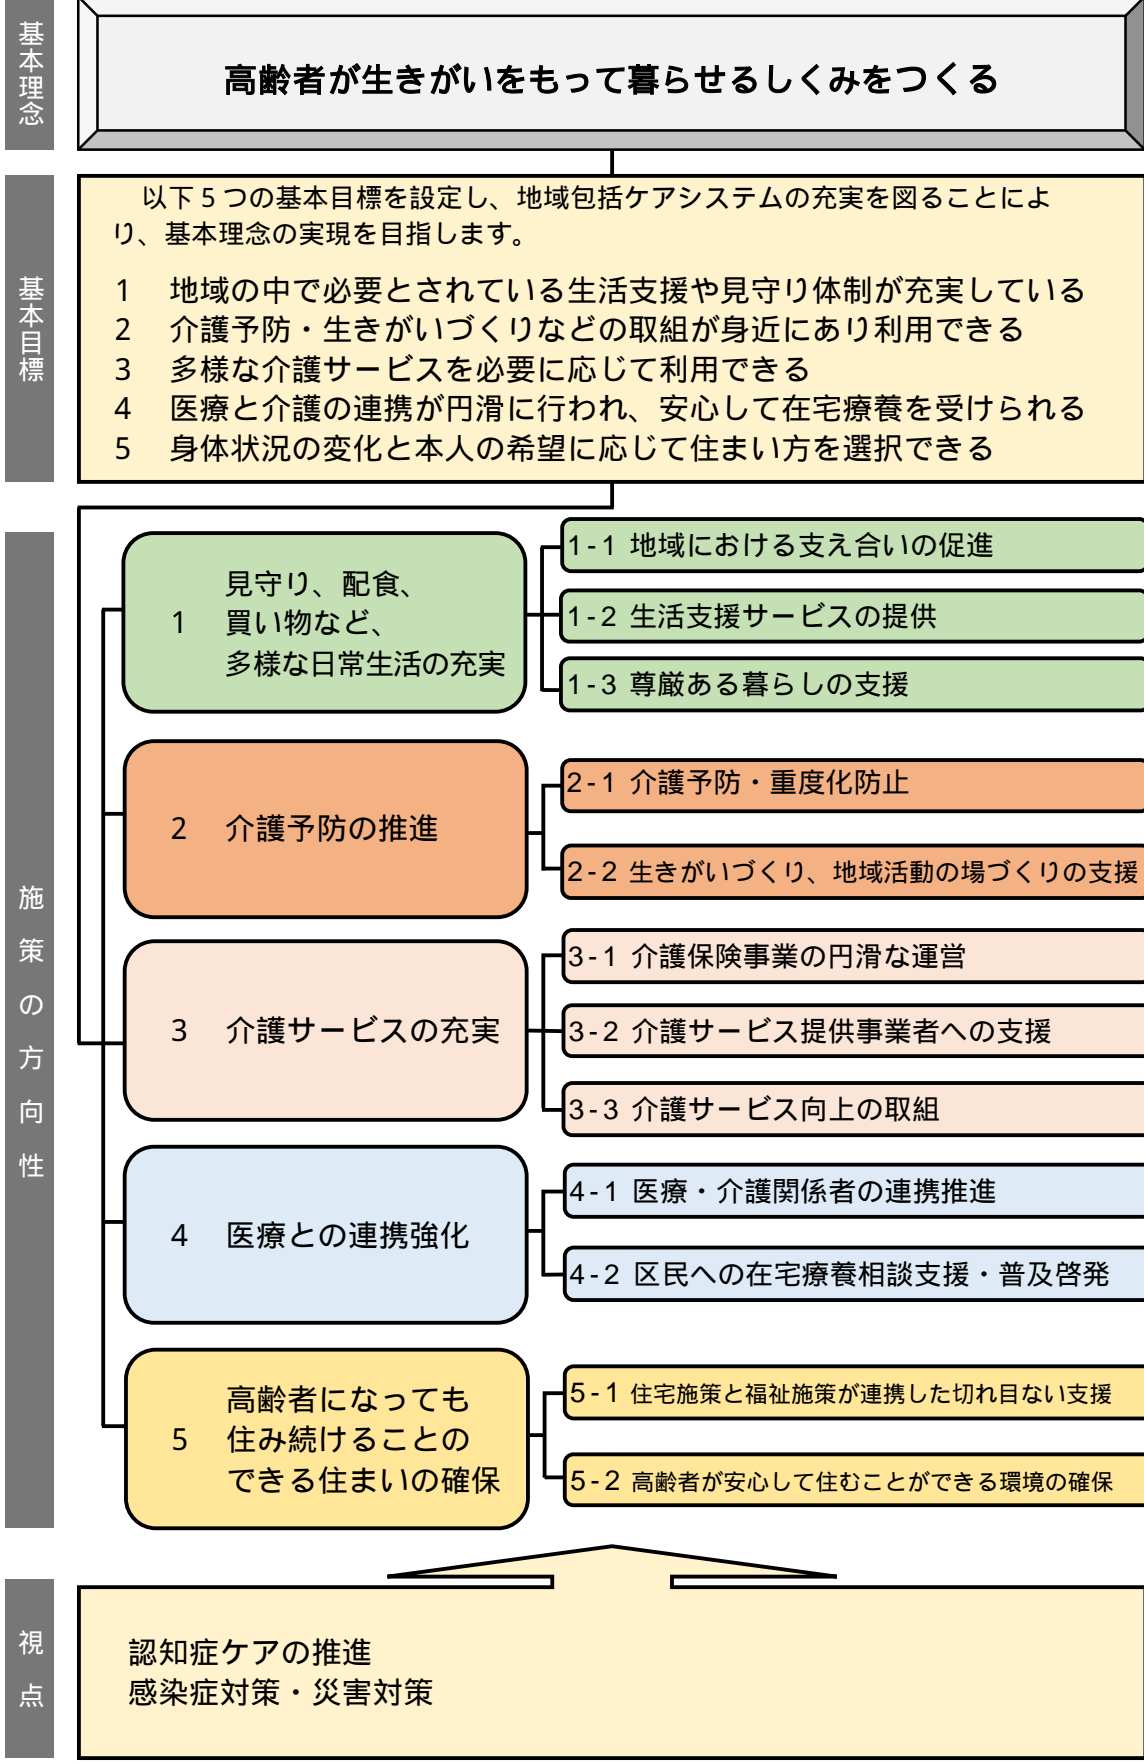 基本理念
高齢者が生きがいをもって暮らせるしくみをつくる
基本目標
以下5つの基本目標を設定し、地域包括ケアシステムの充実を図ることによ
り、基本理念の実現を目指します。
1 地域の中で必要とされている生活支援や見守り体制が充実している
2 介護予防・生きがいづくりなどの取組が身近にあり利用できる
3 多様な介護サービスを必要に応じて利用できる
4 医療と介護の連携が円滑に行われ、安心して在宅療養を受けられる
5 身体状況の変化と本人の希望に応じて住まい方を選択できる
施策の方向性
見守り、配食、
1 買い物など、
多様な日常生活の充実
1-1 地域における支え合いの促進
1-2 生活支援サービスの提供
1-3 尊厳ある暮らしの支援
2 介護予防の推進
2-1 介護予防・重度化防止
2-2 生きがいづくり、地域活動の場づくりの支援
3 介護サービスの充実
3-1 介護保険事業の円滑な運営
3-2 介護サービス提供事業者への支援
3-3 介護サービス向上の取組
4 医療との連携強化
4-1 医療・介護関係者の連携推進
4-2 区民への在宅療養相談支援・普及啓発
高齢者になっても
5 住み続けることの
できる住まいの確保
5-1 住宅施策と福祉施策が連携した切れ目ない支援
5-2 高齢者が安心して住むことができる環境の確保
視点
認知症ケアの推進
感染症対策・災害対策